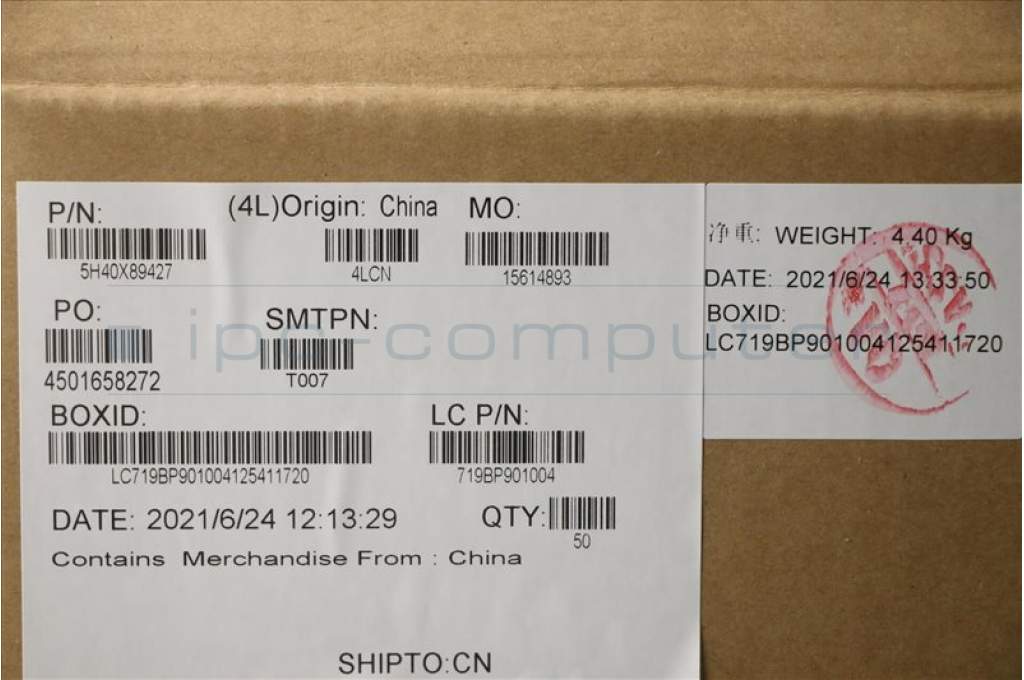 P/N:
5H40X89427
(4L)Origin: China
4LCN
MO:
15614893
PO:
4501658272
SMTPN:
T007
BOXID:
LC719BP901004125411720
LC P/N:
719BP901004
DATE: 2021/6/24 12:13:29
QTY:
50
Contains Merchandise From : China
SHIPTO:CN
净重: WEIGHT: 4.40 Kg
DATE: 2021/6/24 13:33:50
BOXID:
LC719BP901004125411720
ipc-computer